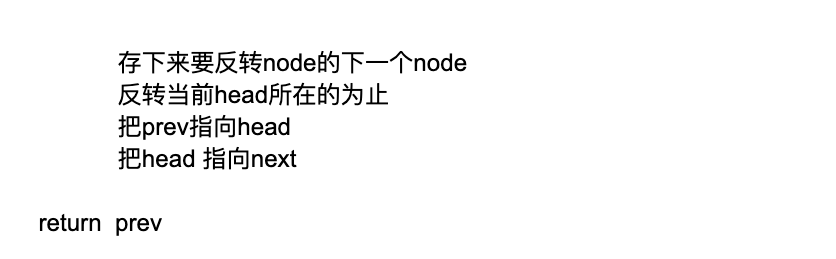 存下来要反转node的下一个node
反转当前head所在的为止
把prev指向head
把head 指向next
return  prev